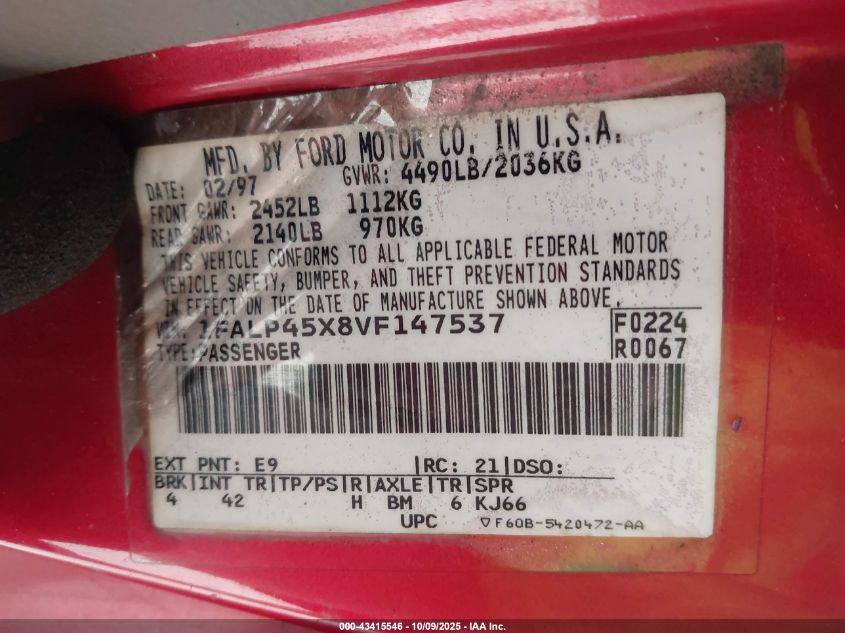 MFD. BY FORD MOTOR CO. IN U.S.A.
DATE: 02/97 GVWR: 4490LB/2036KG
FRONT GAWR: 2452LB 1112KG
REAR GAWR: 2140LB 970KG
THIS VEHICLE CONFORMS TO ALL APPLICABLE FEDERAL MOTOR
VEHICLE SAFETY, BUMPER, AND THEFT PREVENTION STANDARDS
IN EFFECT ON THE DATE OF MANUFACTURE SHOWN ABOVE.
VIN: 1FALP45X8VF147537 F0224
TYPE: PASSENGER R0067
EXT PNT: E9 |RC: 21|DSO:
BRK|INT TR|TP/PS|R|AXLE|TR|SPR
4 42 H BM 6 KJ66
UPC ▽F60B-5420472-AA
000-43415546 | 10/09/2025 - IAA Inc.